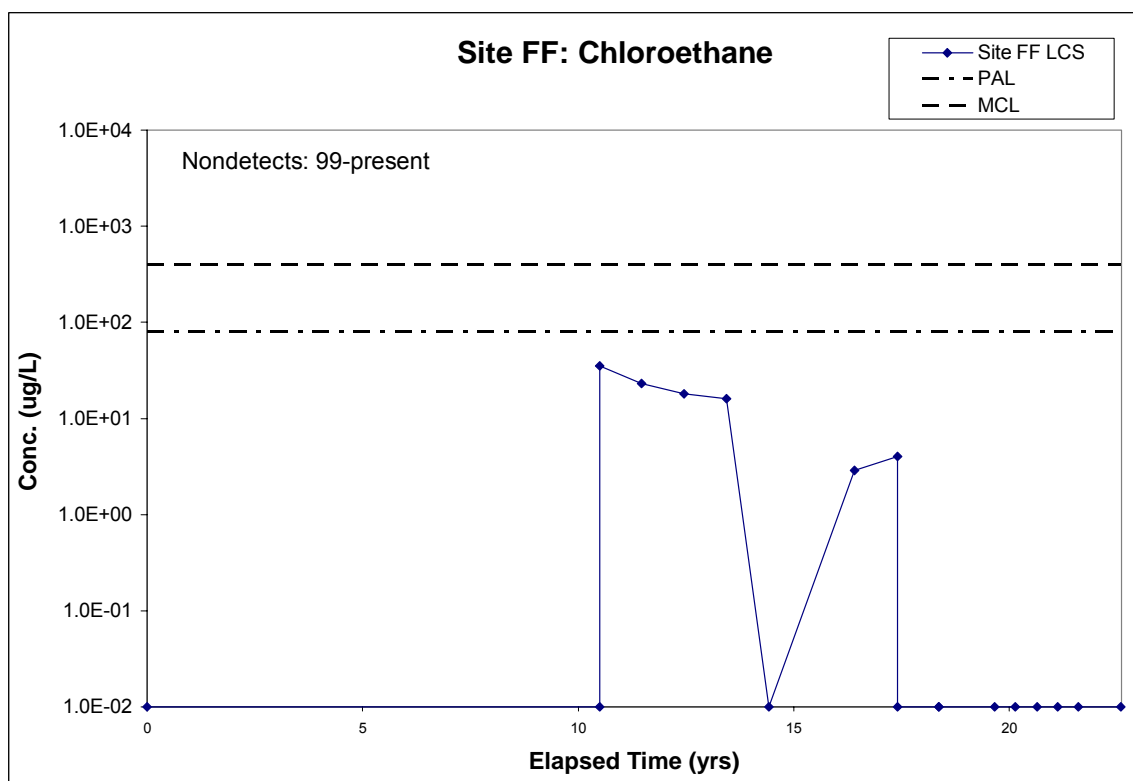 Site FF: Chloroethane
Site FF LCS
PAL
MCL
Nondetects: 99-present
Conc. (ug/L)
1.0E+04
1.0E+03
1.0E+02
1.0E+01
1.0E+00
1.0E-01
1.0E-02
0 5 10 15 20
Elapsed Time (yrs)